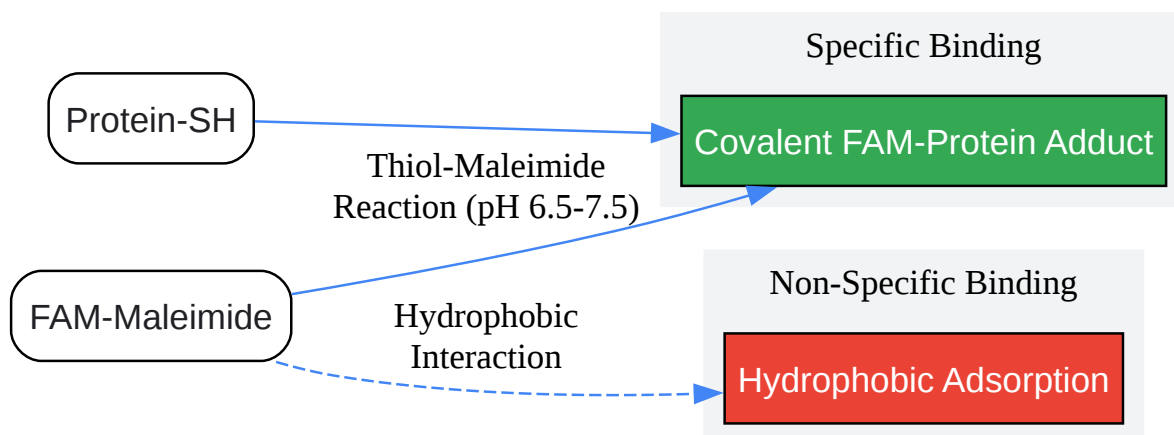 Specific Binding
Protein-SH
Covalent FAM-Protein Adduct
Thiol-Maleimide
Reaction (pH 6.5-7.5)
Non-Specific Binding
FAM-Maleimide
Hydrophobic
Interaction
Hydrophobic Adsorption